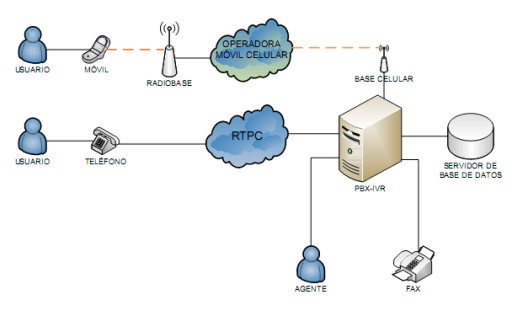 OPERADORA
MÓVIL CELULAR
USUARIO
MÓVIL
RADIOBASE
BASE CELULAR
RTPC
USUARIO
TELÉFONO
SERVIDOR DE
BASE DE DATOS
PBX-IVR
AGENTE
FAX